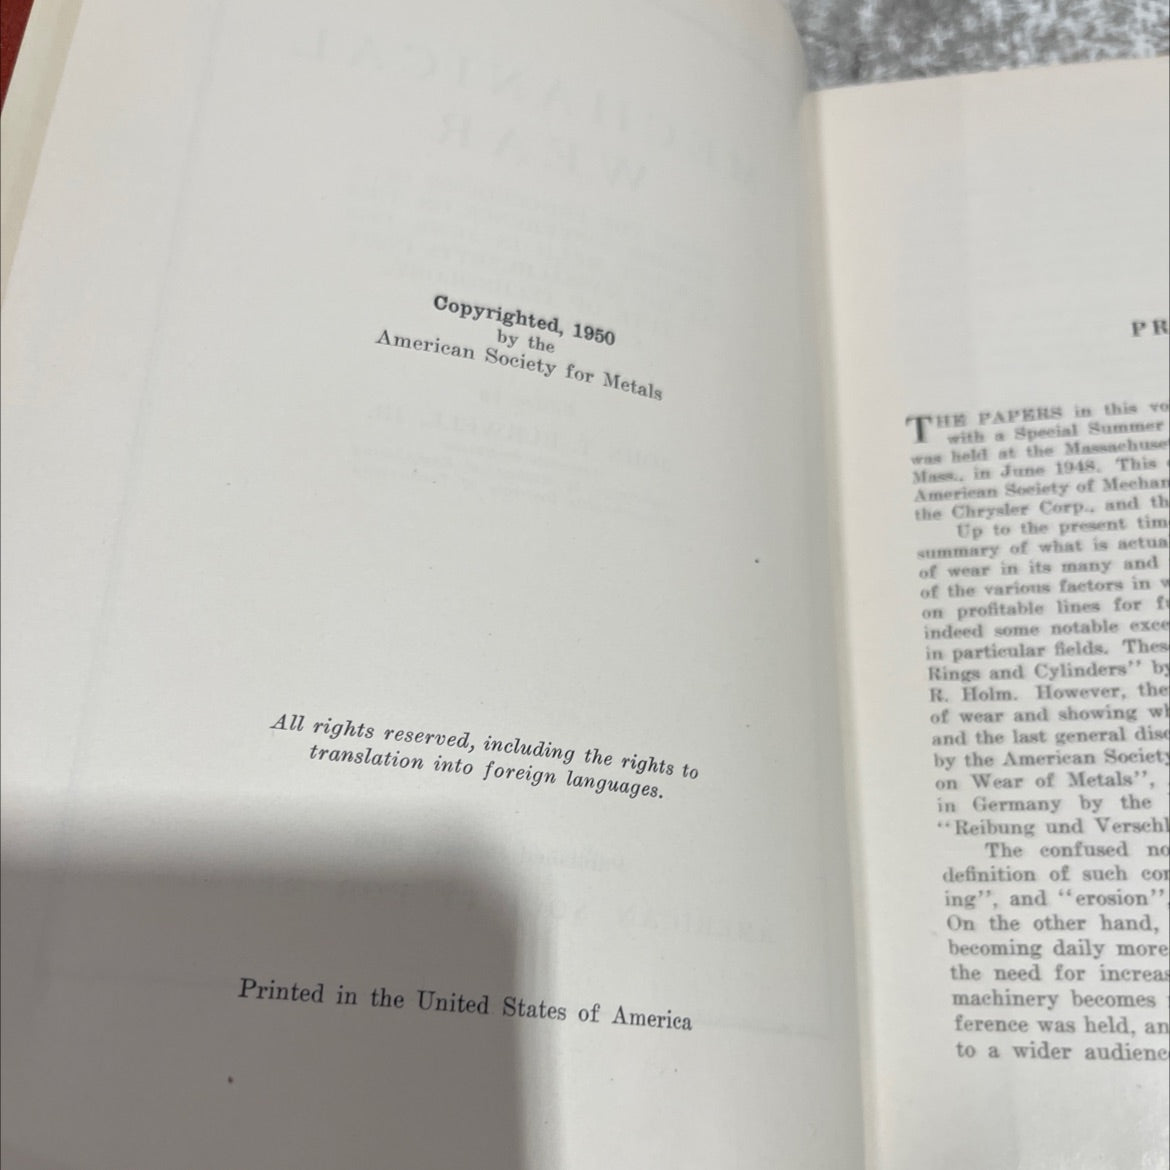 Copyrighted, 1950
by the
American Society for Metals
All rights reserved, including the rights to
translation into foreign languages.
Printed in the United States of America
PR
THE PAPERS in this vo
with a Special Summer
was held at the Massachuse
Mass., in June 1948. This
American Society of Mechan
the Chrysler Corp., and th
Up to the present tim
summary of what is actua
of wear in its many and
of the various factors in w
on profitable lines for fu
indeed some notable exce
in particular fields. Thes
Rings and Cylinders" by
R. Holm. However, the
of wear and showing wh
and the last general disc
by the American Society
on Wear of Metals",
in Germany by the
"Reibung und Verschl
The confused no
definition of such con
ing", and "erosion",
On the other hand,
becoming daily more
the need for increas
machinery becomes
ference was held, an
to a wider audienc